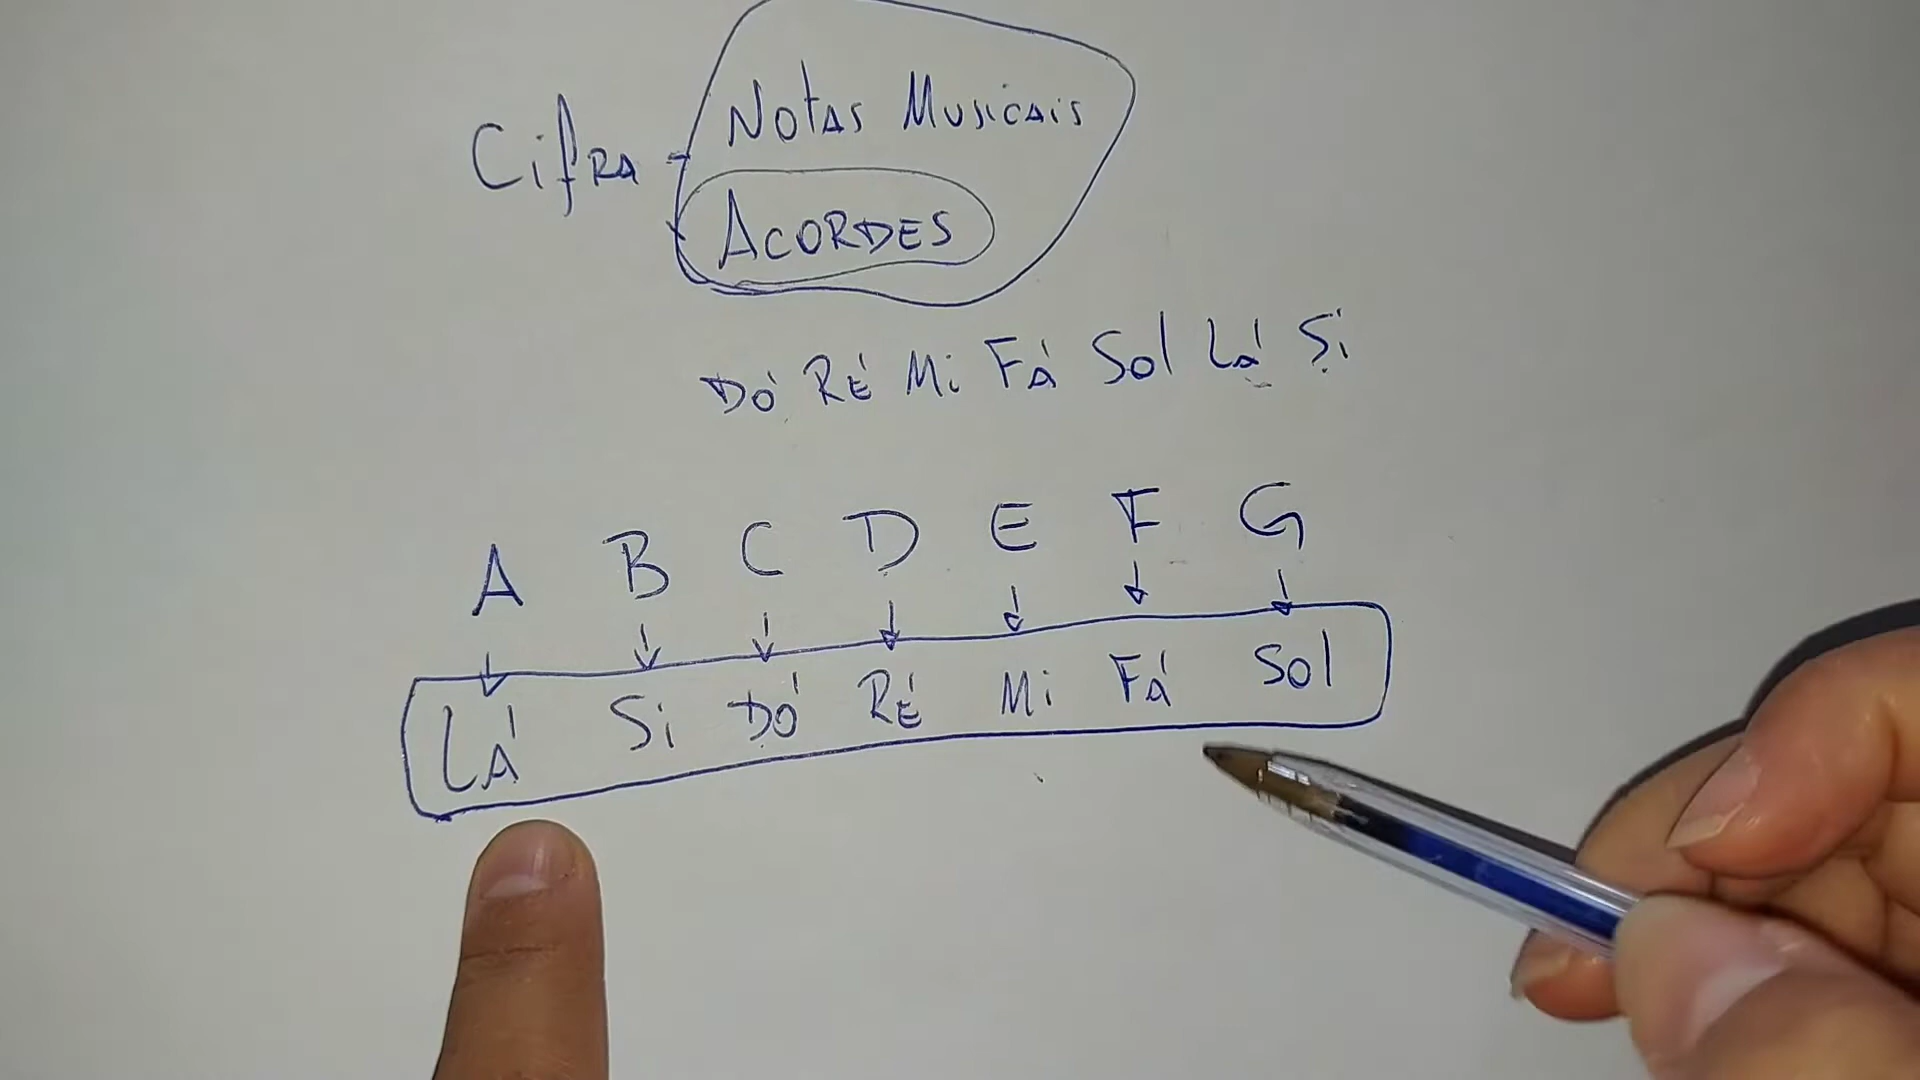 Cifra - Notas Musicais
Acordes
Dó Ré Mi Fá Sol Lá Si
A B C D E F G
Lá Si Dó Ré Mi Fá Sol